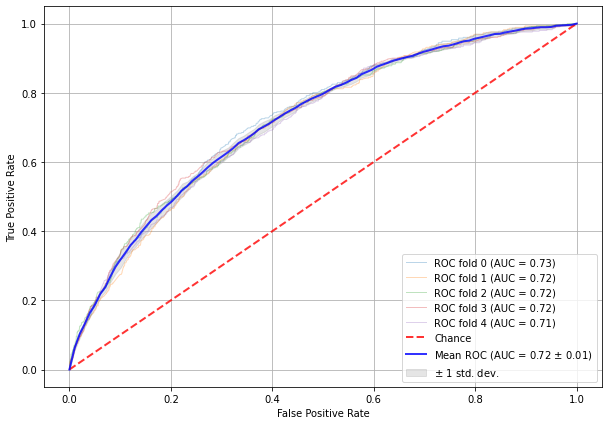 1.0
0.8
0.6
0.4
0.2
0.0
True Positive Rate
0.0 0.2 0.4 0.6 0.8 1.0
False Positive Rate
ROC fold 0 (AUC = 0.73)
ROC fold 1 (AUC = 0.72)
ROC fold 2 (AUC = 0.72)
ROC fold 3 (AUC = 0.72)
ROC fold 4 (AUC = 0.71)
Chance
Mean ROC (AUC = 0.72 ± 0.01)
± 1 std. dev.